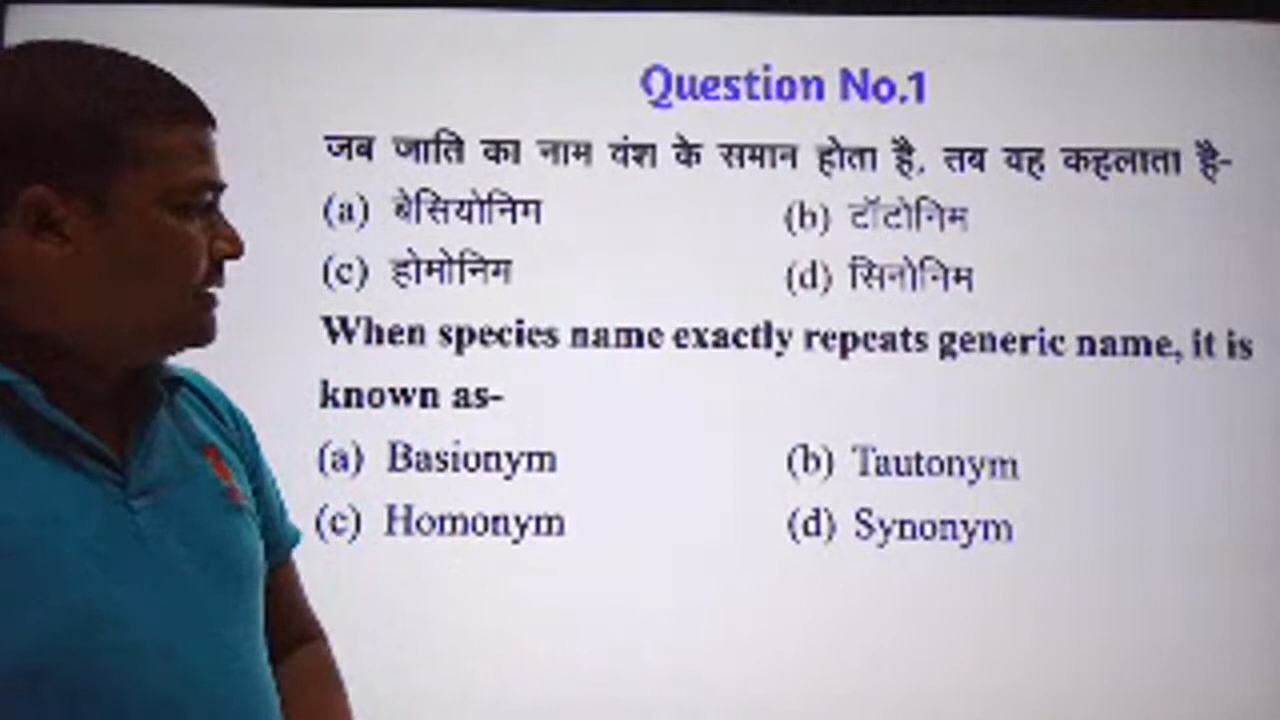 Question No.1
जब जाति का नाम वंश के समान होता है, तब वह कहलाता है-
(a) बेसियोनिम (b) टॉटोनिम
(c) होमोनिम (d) सिनोनिम
When species name exactly repeats generic name, it is
known as-
(a) Basionym (b) Tautonym
(c) Homonym (d) Synonym